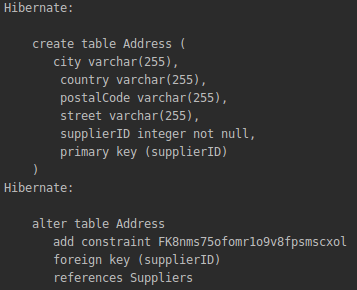 Hibernate:
create table Address (
city varchar(255),
country varchar(255),
postalCode varchar(255),
street varchar(255),
supplierID integer not null,
primary key (supplierID)
)
Hibernate:
alter table Address
add constraint FK8nms75ofomr1o9v8fpsmscxol
foreign key (supplierID)
references Suppliers